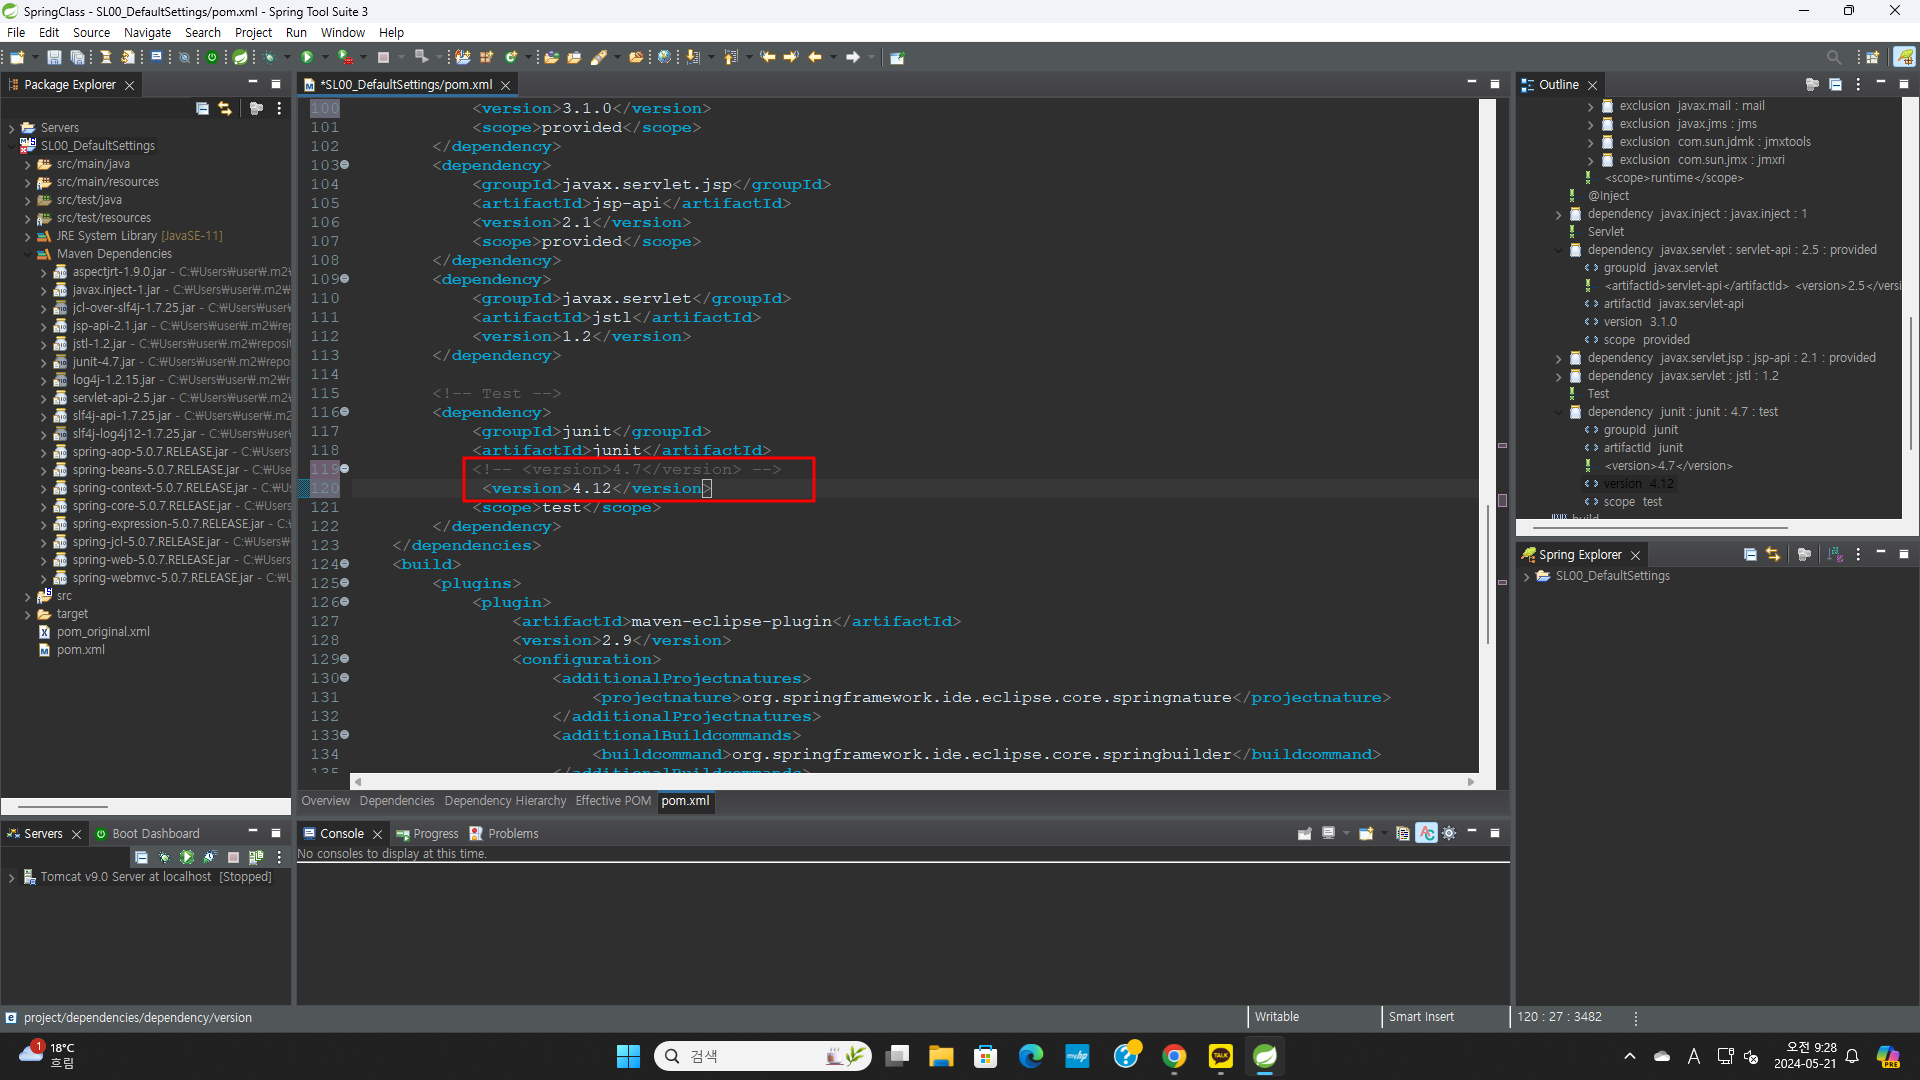 SpringClass - SL00_DefaultSettings/pom.xml - Spring Tool Suite 3
File Edit Source Navigate Search Project Run Window Help
Package Explorer
Servers
SL00_DefaultSettings
src/main/java
src/main/resources
src/test/java
src/test/resources
JRE System Library [JavaSE-11]
Maven Dependencies
aspectjrt-1.9.0.jar - C:₩Users₩user₩.m2₩
javax.inject-1.jar - C:₩Users₩user₩.m2₩
jcl-over-slf4j-1.7.25.jar - C:₩Users₩user₩
jsp-api-2.1.jar - C:₩Users₩user₩.m2₩rep
jstl-1.2.jar - C:₩Users₩user₩.m2₩reposit
junit-4.7.jar - C:₩Users₩user₩.m2₩repo
log4j-1.2.15.jar - C:₩Users₩user₩.m2₩r
servlet-api-2.5.jar - C:₩Users₩user₩.m2
slf4j-api-1.7.25.jar - C:₩Users₩user₩.m2
slf4j-log4j12-1.7.25.jar - C:₩Users₩user
spring-aop-5.0.7.RELEASE.jar - C:₩Users
spring-beans-5.0.7.RELEASE.jar - C:₩User
spring-context-5.0.7.RELEASE.jar - C:₩Us
spring-core-5.0.7.RELEASE.jar - C:₩Users
spring-expression-5.0.7.RELEASE.jar - C:₩
spring-jcl-5.0.7.RELEASE.jar - C:₩Users₩
spring-web-5.0.7.RELEASE.jar - C:₩Users
spring-webmvc-5.0.7.RELEASE.jar - C:₩U
src
target
pom_original.xml
pom.xml
*SL00_DefaultSettings/pom.xml
100 <version>3.1.0</version>
101 <scope>provided</scope>
102 </dependency>
103 <dependency>
104 <groupId>javax.servlet.jsp</groupId>
105 <artifactId>jsp-api</artifactId>
106 <version>2.1</version>
107 <scope>provided</scope>
108 </dependency>
109 <dependency>
110 <groupId>javax.servlet</groupId>
111 <artifactId>jstl</artifactId>
112 <version>1.2</version>
113 </dependency>
114
115 <!-- Test -->
116 <dependency>
117 <groupId>junit</groupId>
118 <artifactId>junit</artifactId>
119 <!-- <version>4.7</version> -->
120 <version>4.12</version>
121 <scope>test</scope>
122 </dependency>
123 </dependencies>
124 <build>
125 <plugins>
126 <plugin>
127 <artifactId>maven-eclipse-plugin</artifactId>
128 <version>2.9</version>
129 <configuration>
130 <additionalProjectnatures>
131 <projectnature>org.springframework.ide.eclipse.core.springnature</projectnature>
132 </additionalProjectnatures>
133 <additionalBuildcommands>
134 <buildcommand>org.springframework.ide.eclipse.core.springbuilder</buildcommand>
135 </additionalBuildcommands>
Overview Dependencies Dependency Hierarchy Effective POM pom.xml
Outline
exclusion javax.mail : mail
exclusion javax.jms : jms
exclusion com.sun.jdmk : jmxtools
exclusion com.sun.jmx : jmxri
<scope>runtime</scope>
@Inject
dependency javax.inject : javax.inject : 1
Servlet
dependency javax.servlet : servlet-api : 2.5 : provided
groupId javax.servlet
<artifactId>servlet-api</artifactId> <version>2.5</versi
artifactId javax.servlet-api
version 3.1.0
scope provided
dependency javax.servlet.jsp : jsp-api : 2.1 : provided
dependency javax.servlet : jstl : 1.2
Test
dependency junit : junit : 4.7 : test
groupId junit
artifactId junit
<version>4.7</version>
version 4.12
scope test
build
Spring Explorer
SL00_DefaultSettings
Servers Boot Dashboard
Tomcat v9.0 Server at localhost [Stopped]
Console Progress Problems
No consoles to display at this time.
project/dependencies/dependency/version Writable Smart Insert 120 : 27 : 3482
1 18°C
흐림
검색
myhp
TALK
A
오전 9:28
2024-05-21
PRE